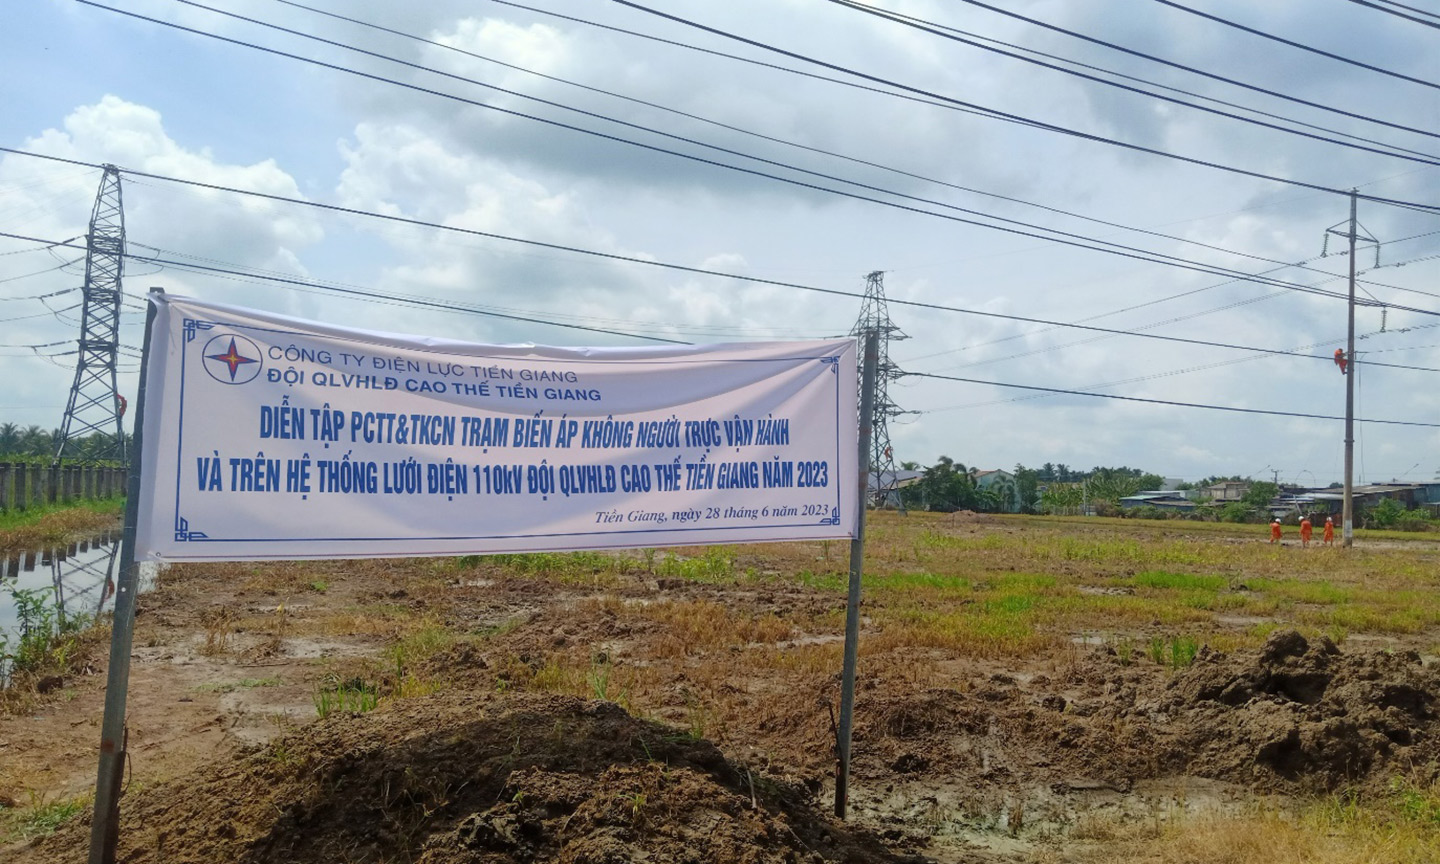 CÔNG TY ĐIỆN LỰC TIỀN GIANG
ĐỘI QLVHLĐ CAO THẾ TIỀN GIANG
DIỄN TẬP PCTT&TKCN TRẠM BIẾN ÁP KHÔNG NGƯỜI TRỰC VẬN HÀNH
VÀ TRÊN HỆ THỐNG LƯỚI ĐIỆN 110kV ĐỘI QLVHLĐ CAO THẾ TIỀN GIANG NĂM 2023
Tiền Giang, ngày 28 tháng 6 năm 2023